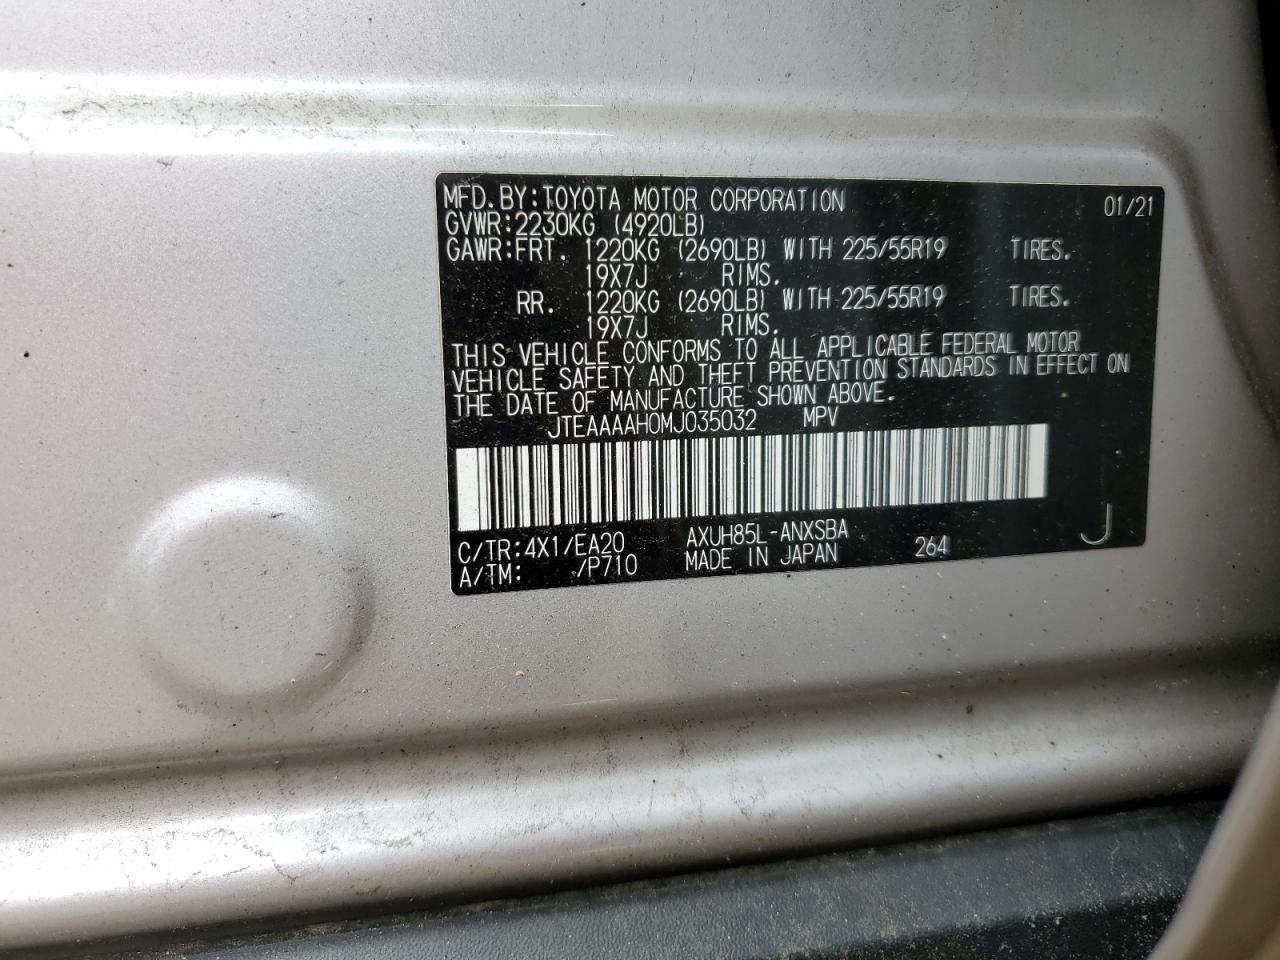 MFD. BY: TOYOTA MOTOR CORPORATION 01/21
GVWR: 2230KG (4920LB)
GAWR: FRT. 1220KG (2690LB) WITH 225/55R19 TIRES.
19X7J RIMS.
RR. 1220KG (2690LB) WITH 225/55R19 TIRES.
19X7J RIMS.
THIS VEHICLE CONFORMS TO ALL APPLICABLE FEDERAL MOTOR
VEHICLE SAFETY AND THEFT PREVENTION STANDARDS IN EFFECT ON
THE DATE OF MANUFACTURE SHOWN ABOVE.
JTEAAAAH0MJ035032 MPV
C/TR: 4X1/EA20 AXUH85L-ANXSBA 264 J
A/TM: /P710 MADE IN JAPAN